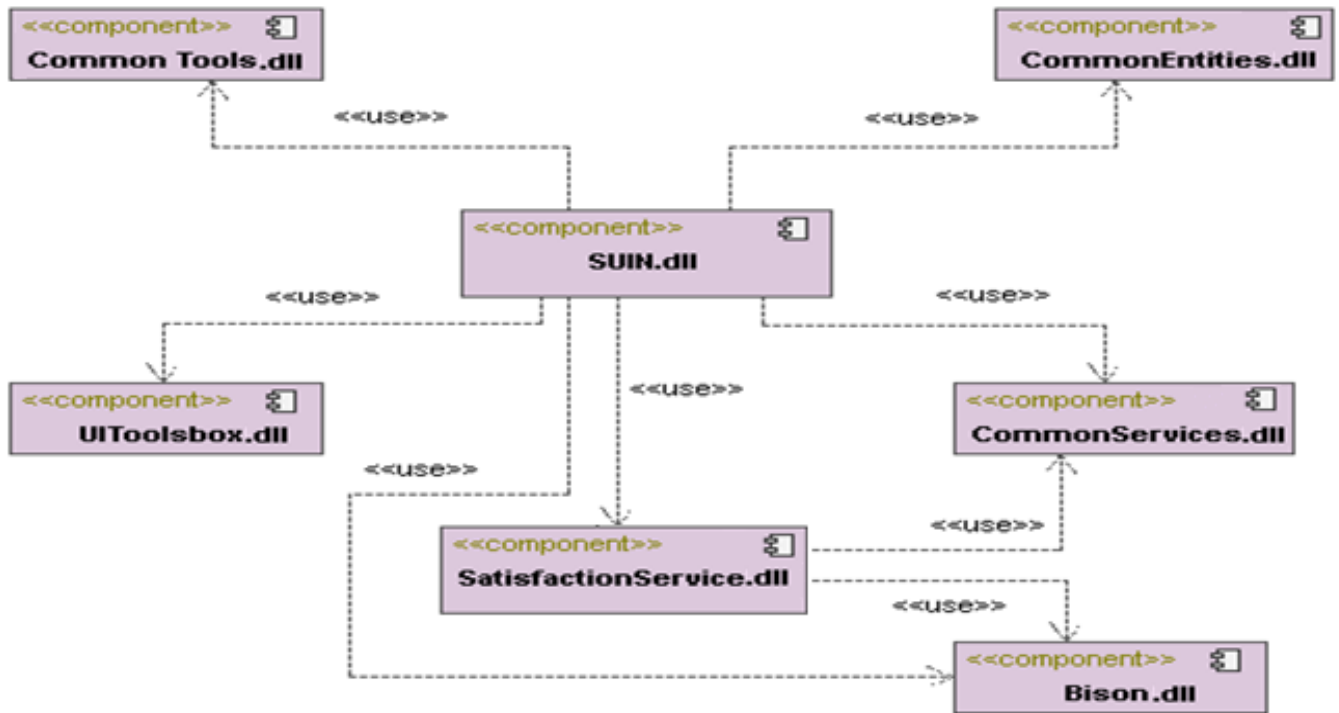 <<component>>
Common Tools.dll
<<component>>
CommonEntities.dll
<<use>>
<<use>>
<<component>>
SUIN.dll
<<use>>
<<use>>
<<use>>
<<component>>
UIToolsbox.dll
<<component>>
CommonServices.dll
<<use>>
<<use>>
<<component>>
SatisfactionService.dll
<<use>>
<<component>>
Bison.dll